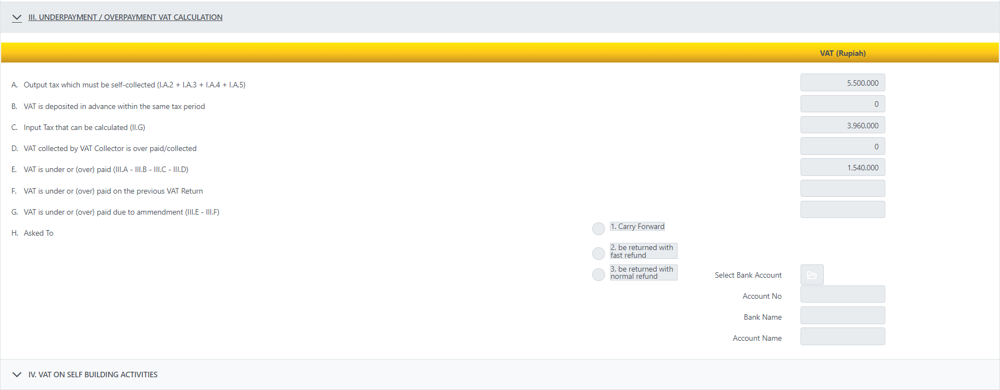 III. UNDERPAYMENT / OVERPAYMENT VAT CALCULATION
VAT (Rupiah)
A. Output tax which must be self-collected (I.A.2 + I.A.3 + I.A.4 + I.A.5) 5.500.000
B. VAT is deposited in advance within the same tax period 0
C. Input Tax that can be calculated (II.G) 3.960.000
D. VAT collected by VAT Collector is over paid/collected 0
E. VAT is under or (over) paid (III.A - III.B - III.C - III.D) 1.540.000
F. VAT is under or (over) paid on the previous VAT Return
G. VAT is under or (over) paid due to ammendment (III.E - III.F)
H. Asked To
1. Carry Forward
2. be returned with
fast refund
3. be returned with
normal refund
Select Bank Account
Account No
Bank Name
Account Name
IV. VAT ON SELF BUILDING ACTIVITIES